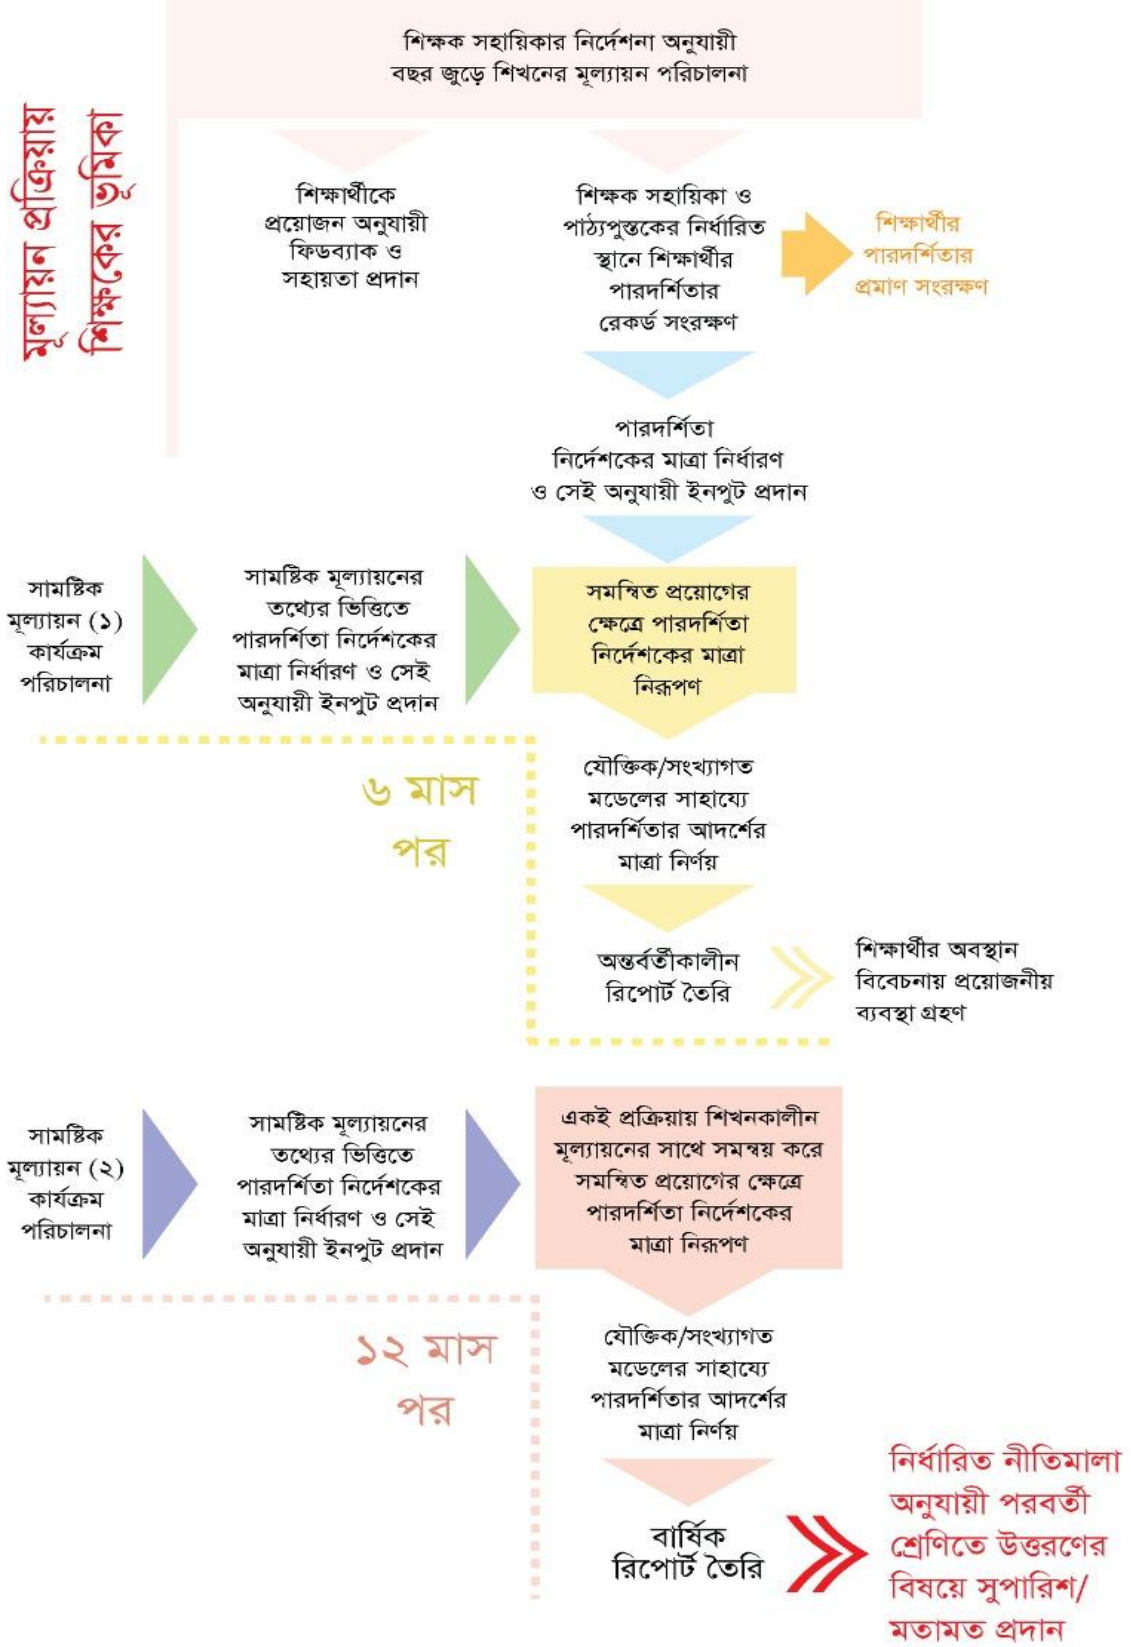 শিক্ষক সহায়িকার নির্দেশনা অনুযায়ী
বছর জুড়ে শিখনের মূল্যায়ন পরিচালনা
মূল্যায়ন প্রক্রিয়ায়
শিক্ষকের ভূমিকা
শিক্ষার্থীকে
প্রয়োজন অনুযায়ী
ফিডব্যাক ও
সহায়তা প্রদান
শিক্ষক সহায়িকা ও
পাঠ্যপুস্তকের নির্ধারিত
স্থানে শিক্ষার্থীর
পারদর্শিতার
রেকর্ড সংরক্ষণ
শিক্ষার্থীর
পারদর্শিতার
প্রমাণ সংরক্ষণ
পারদর্শিতা
নির্দেশকের মাত্রা নির্ধারণ
ও সেই অনুযায়ী ইনপুট প্রদান
সামষ্টিক
মূল্যায়ন (১)
কার্যক্রম
পরিচালনা
সামষ্টিক মূল্যায়নের
তথ্যের ভিত্তিতে
পারদর্শিতা নির্দেশকের
মাত্রা নির্ধারণ ও সেই
অনুযায়ী ইনপুট প্রদান
সমন্বিত প্রয়োগের
ক্ষেত্রে পারদর্শিতা
নির্দেশকের মাত্রা
নিরূপণ
৬ মাস
পর
যৌক্তিক/সংখ্যাগত
মডেলের সাহায্যে
পারদর্শিতার আদর্শের
মাত্রা নির্ণয়
অন্তর্বর্তীকালীন
রিপোর্ট তৈরি
শিক্ষার্থীর অবস্থান
বিবেচনায় প্রয়োজনীয়
ব্যবস্থা গ্রহণ
সামষ্টিক
মূল্যায়ন (২)
কার্যক্রম
পরিচালনা
সামষ্টিক মূল্যায়নের
তথ্যের ভিত্তিতে
পারদর্শিতা নির্দেশকের
মাত্রা নির্ধারণ ও সেই
অনুযায়ী ইনপুট প্রদান
একই প্রক্রিয়ায় শিখনকালীন
মূল্যায়নের সাথে সমন্বয় করে
সমন্বিত প্রয়োগের ক্ষেত্রে
পারদর্শিতা নির্দেশকের
মাত্রা নিরূপণ
১২ মাস
পর
যৌক্তিক/সংখ্যাগত
মডেলের সাহায্যে
পারদর্শিতার আদর্শের
মাত্রা নির্ণয়
বার্ষিক
রিপোর্ট তৈরি
নির্ধারিত নীতিমালা
অনুযায়ী পরবর্তী
শ্রেণিতে উত্তরণের
বিষয়ে সুপারিশ/
মতামত প্রদান